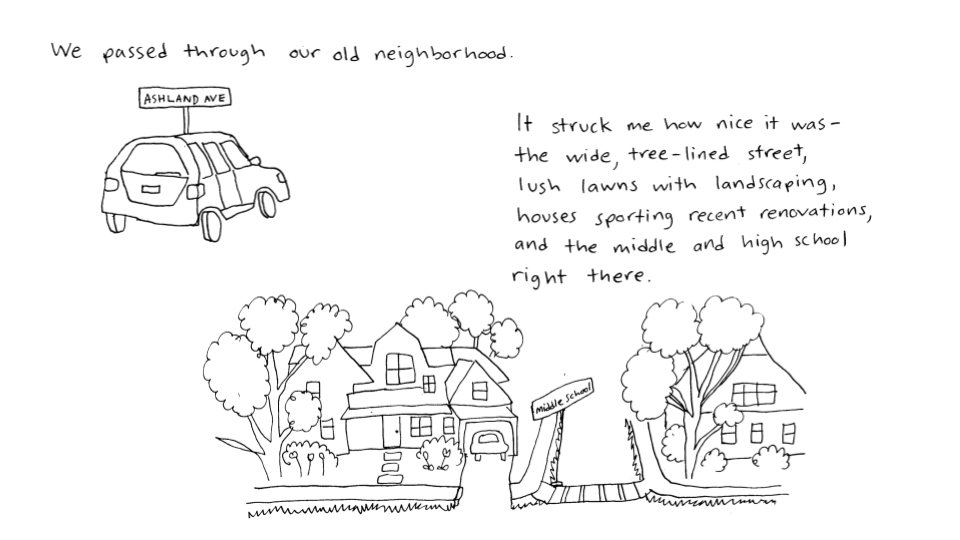 We passed through our old neighborhood.
ASHLAND AVE
It struck me how nice it was-
the wide, tree-lined street,
lush lawns with landscaping,
houses sporting recent renovations,
and the middle and high school
right there.
Middle School